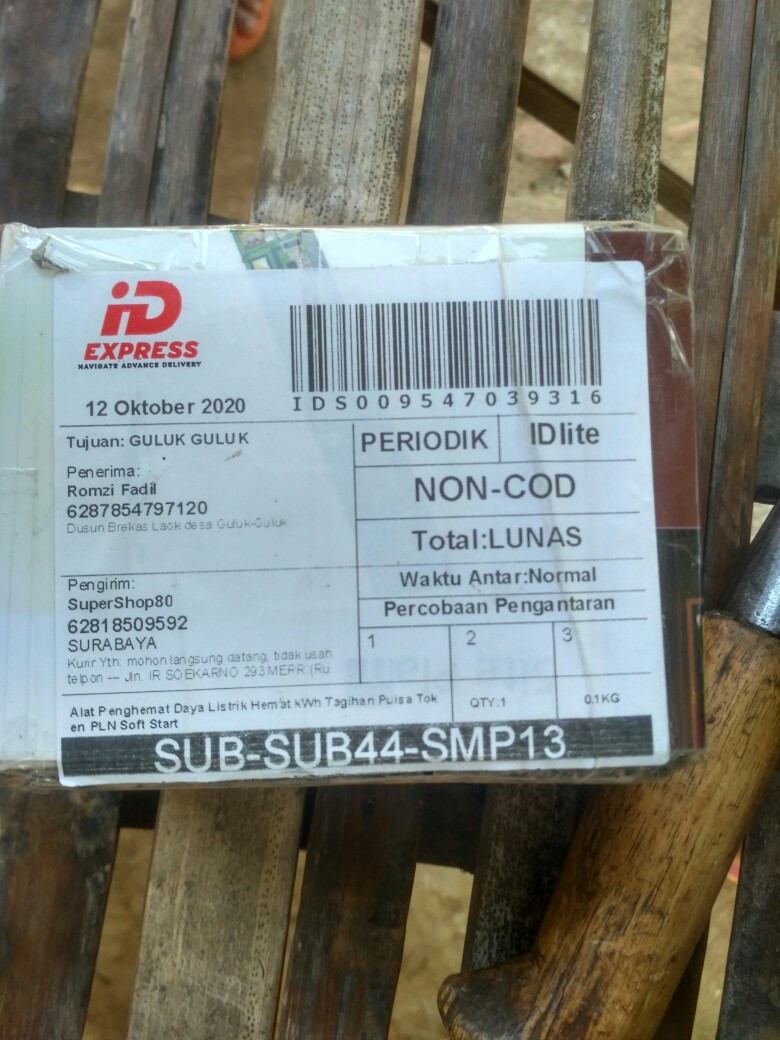 iD
EXPRESS
NAVIGATE ADVANCE DELIVERY
12 Oktober 2020
IDS009547039316
Tujuan: GULUK GULUK
Penerima:
Romzi Fadil
6287854797120
Dusun Brekas Laok desa Guluk-Guluk
PERIODIK
IDlite
NON-COD
Total:LUNAS
Waktu Antar:Normal
Percobaan Pengantaran
1
2
3
Pengirim:
SuperShop80
62818509592
SURABAYA
Kurir Yth: mohon langsung datang, tidak usah
telpon --- Jln. IR SOEKARNO 293 MERR (Ru
Alat Penghemat Daya Listrik Hemat kWh Tagihan Pulsa Tok
en PLN Soft Start
QTY:1
0.1KG
SUB-SUB44-SMP13